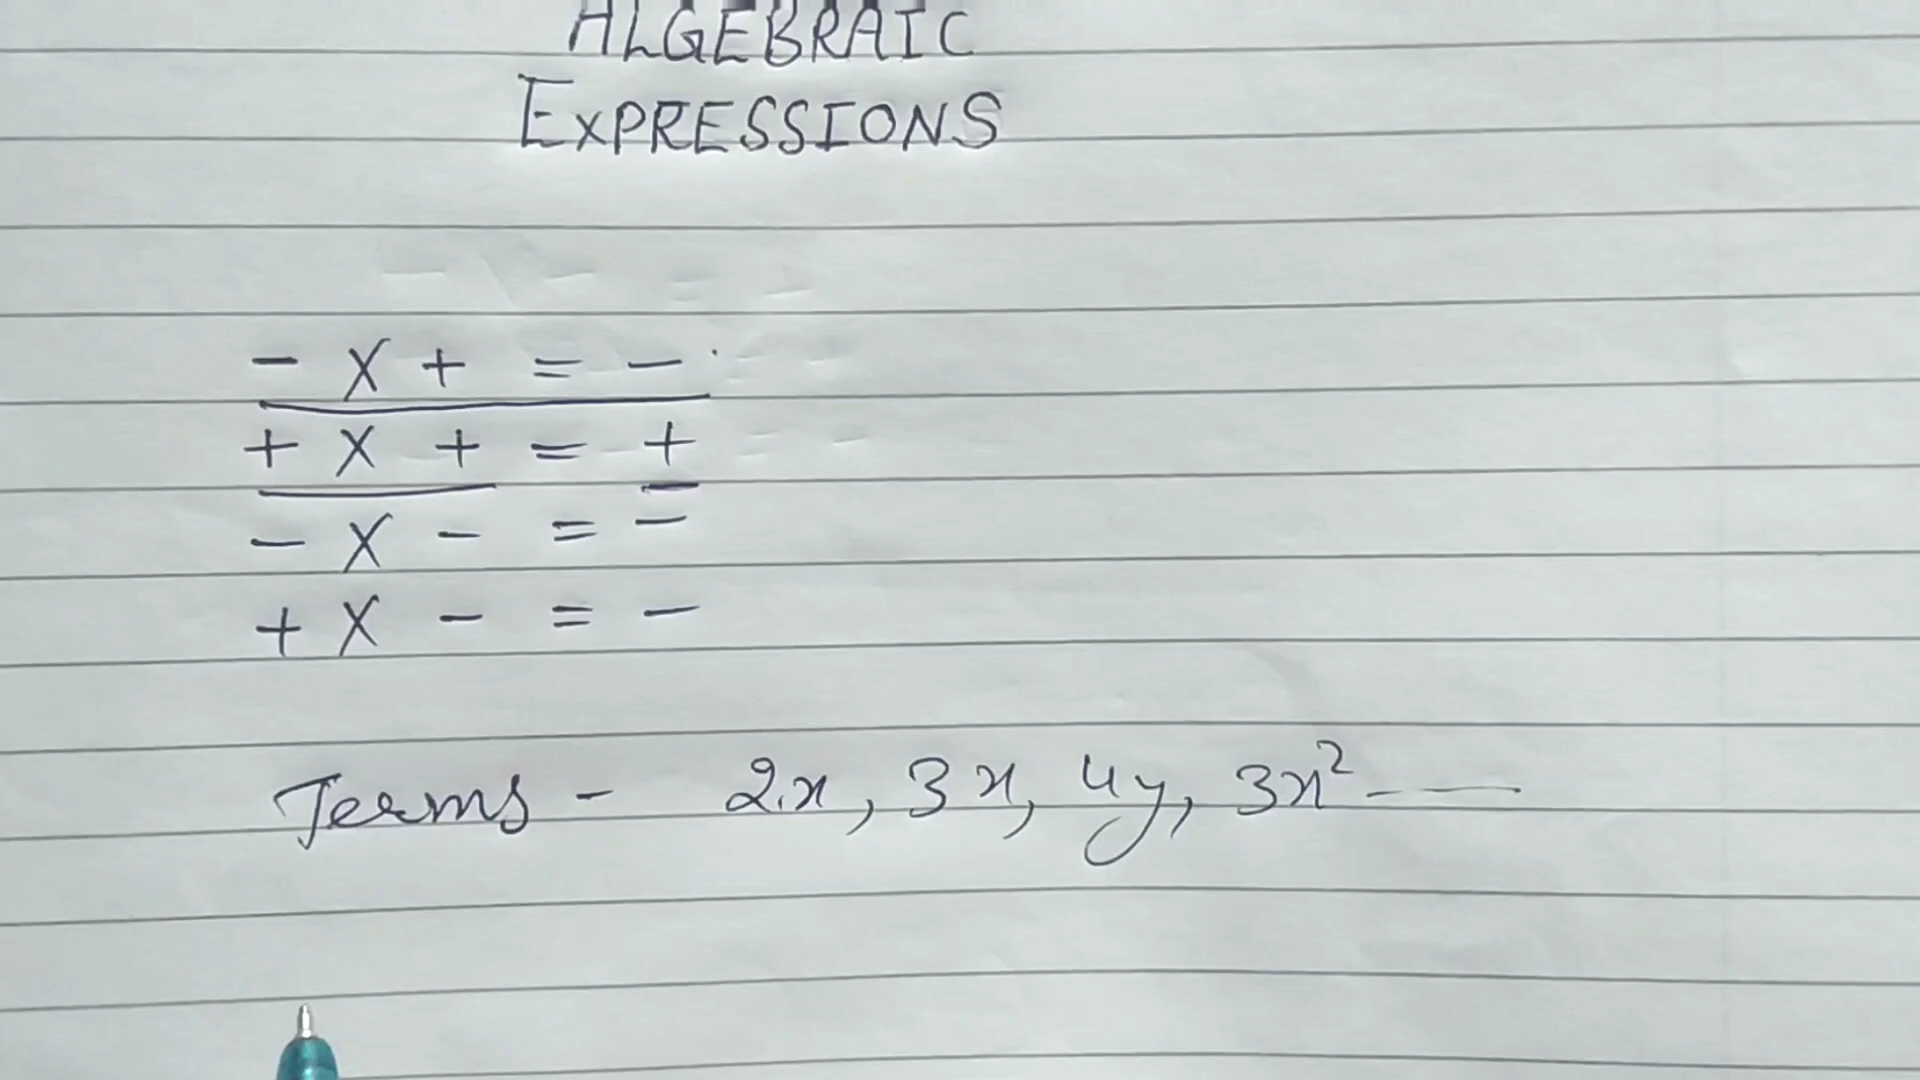 ALGEBRAIC
EXPRESSIONS
- X + = -
+ X + = +
- X - = -
+ X - = -
Terms - 2x, 3x, 4y, 3x² ----